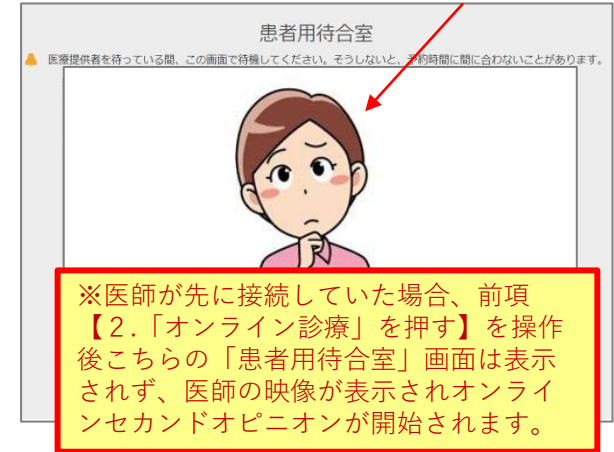 患者用待合室
医療提供者を待っている間、この画面で待機してください。そうしないと、予約時間に間に合わないことがあります。
※医師が先に接続していた場合、前項
【２.「オンライン診療」を押す】を操作
後こちらの「患者用待合室」画面は表示
されず、医師の映像が表示されオンライ
ンセカンドオピニオンが開始されます。